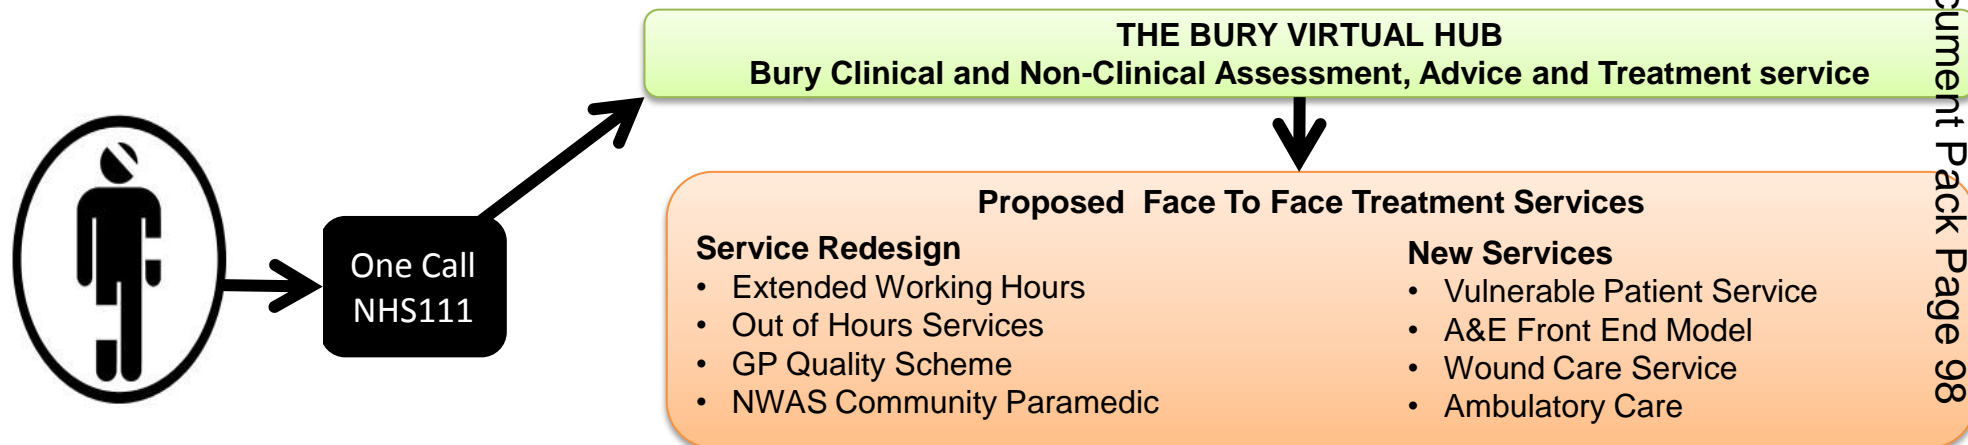 THE BURY VIRTUAL HUB
Bury Clinical and Non-Clinical Assessment, Advice and Treatment service
One Call
NHS111
Proposed Face To Face Treatment Services
Service Redesign
• Extended Working Hours
• Out of Hours Services
• GP Quality Scheme
• NWAS Community Paramedic
New Services
• Vulnerable Patient Service
• A&E Front End Model
• Wound Care Service
• Ambulatory Care
Pack Page 98